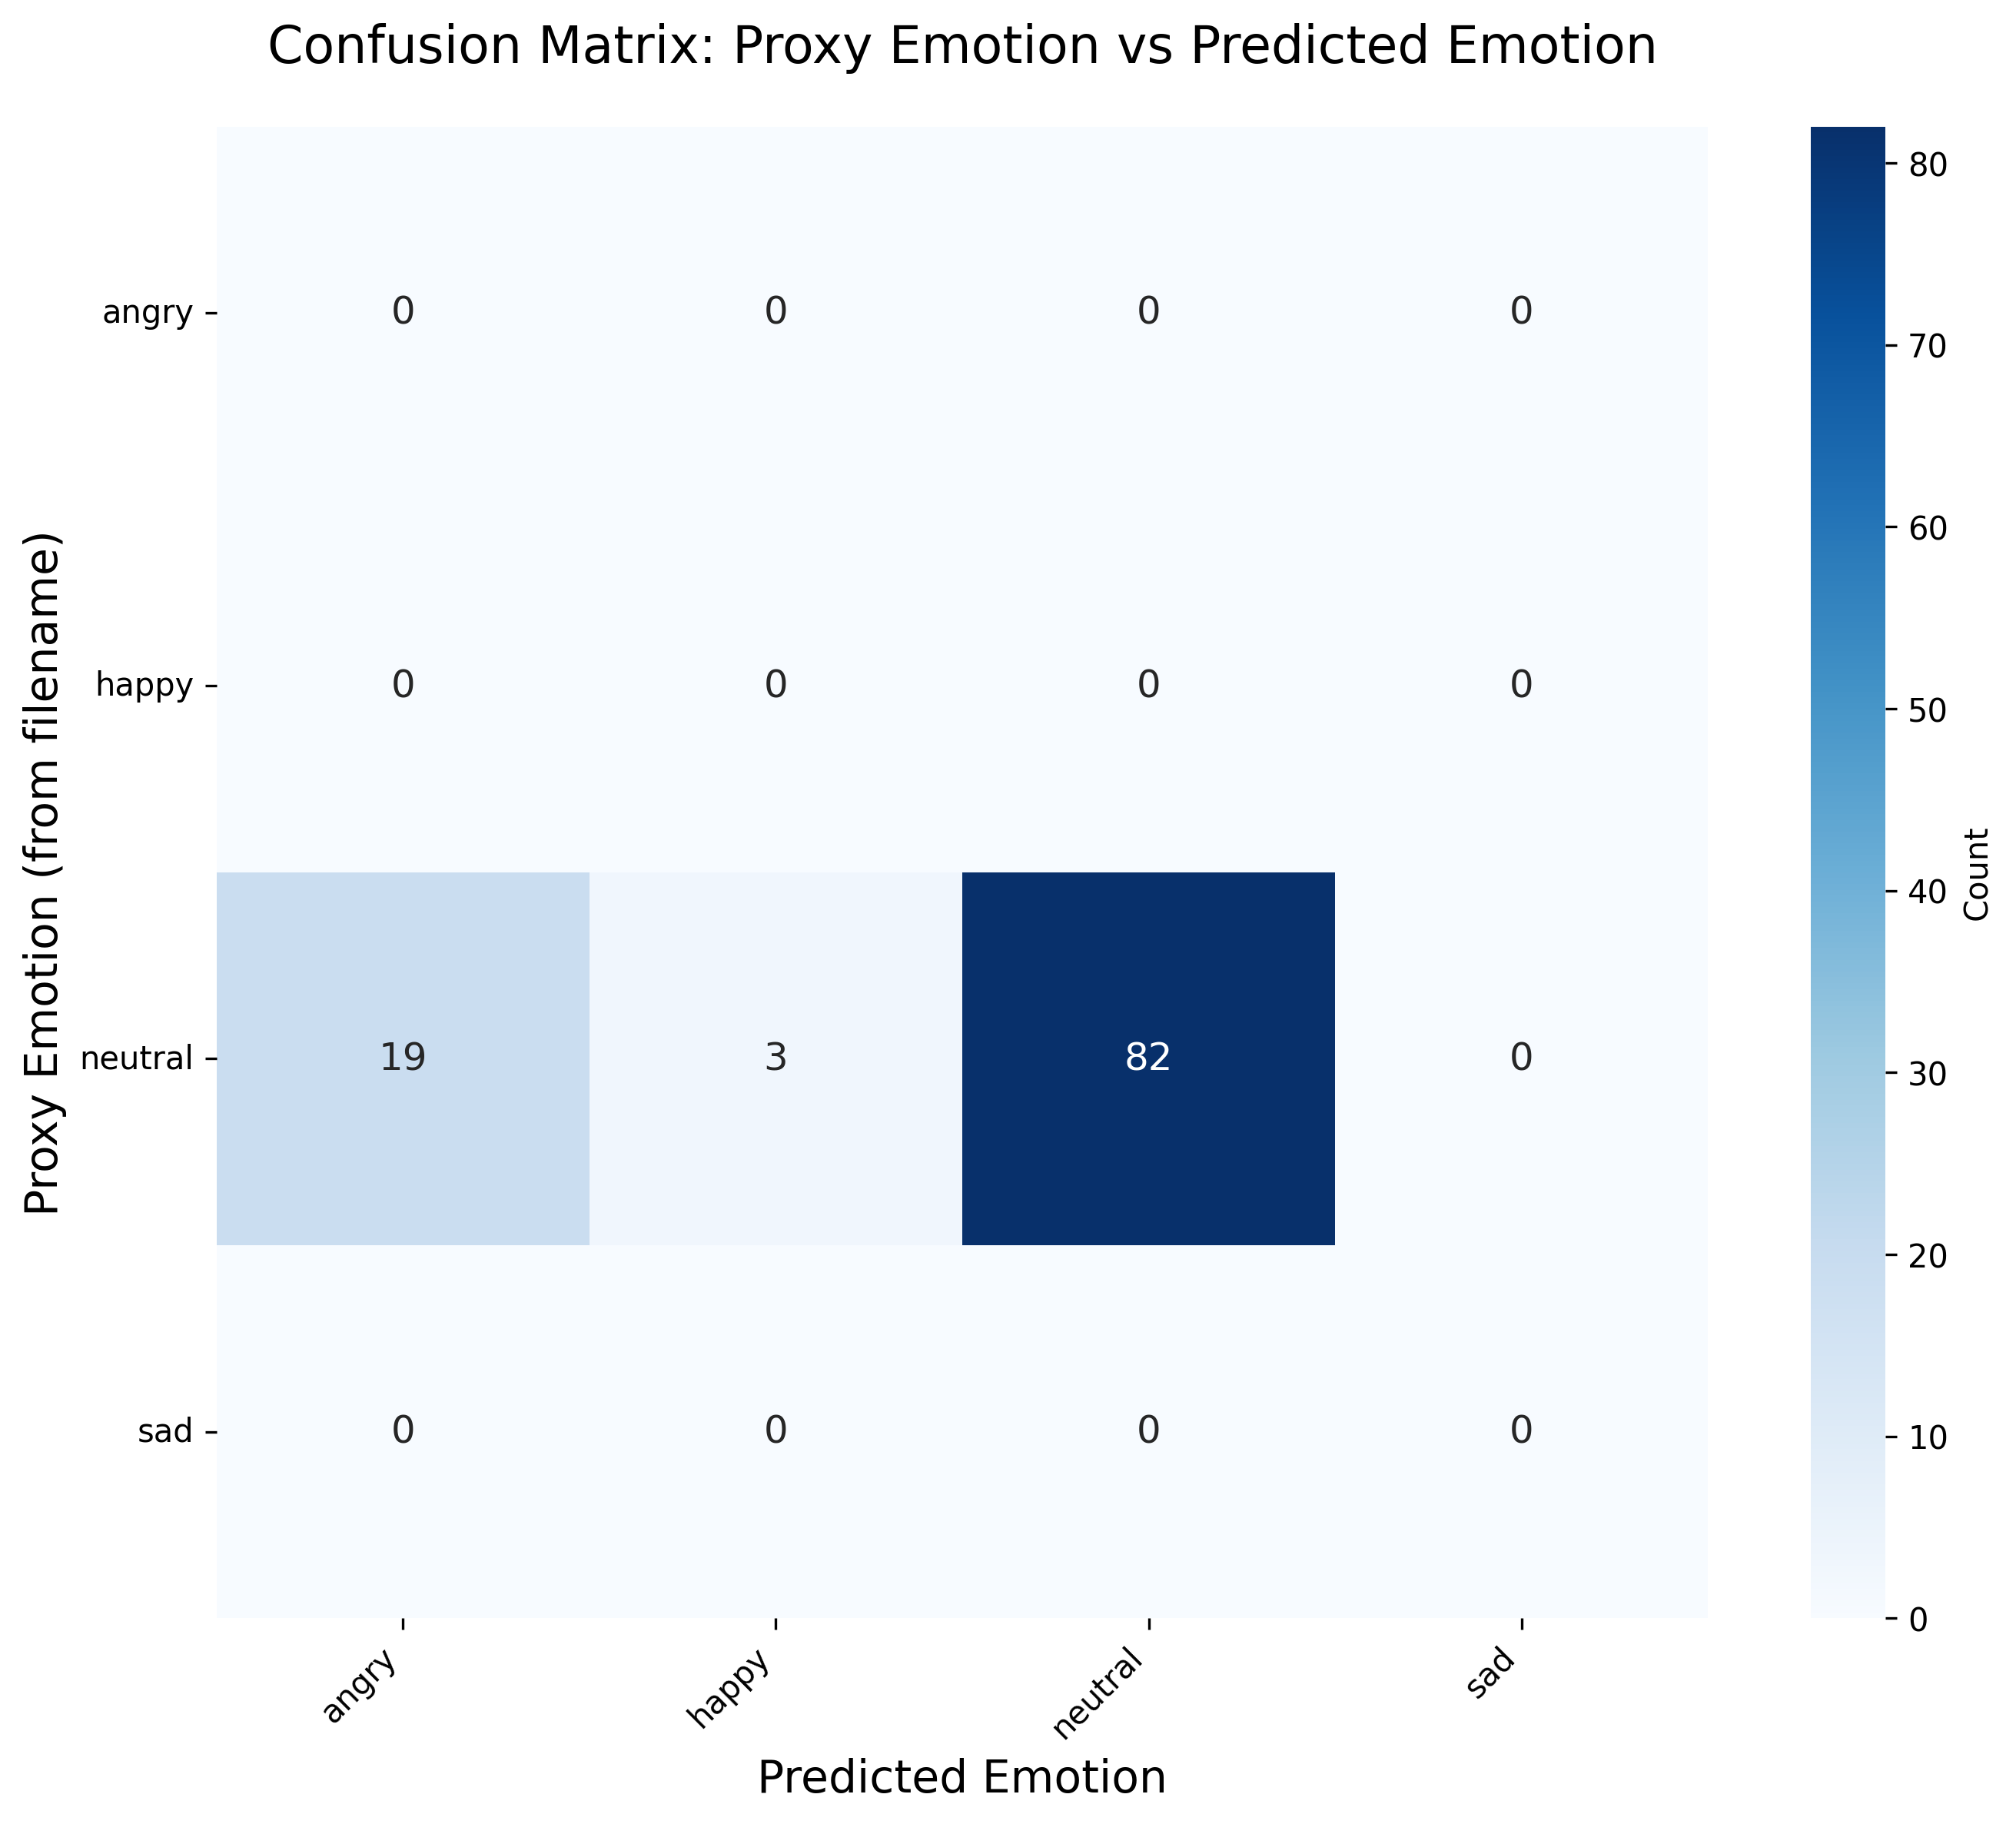 Confusion Matrix: Proxy Emotion vs Predicted Emotion
Proxy Emotion (from filename)
angry 0 0 0 0
happy 0 0 0 0
neutral 19 3 82 0
sad 0 0 0 0
angry happy neutral sad
Predicted Emotion
80
70
60
50
40
30
20
10
0
Count